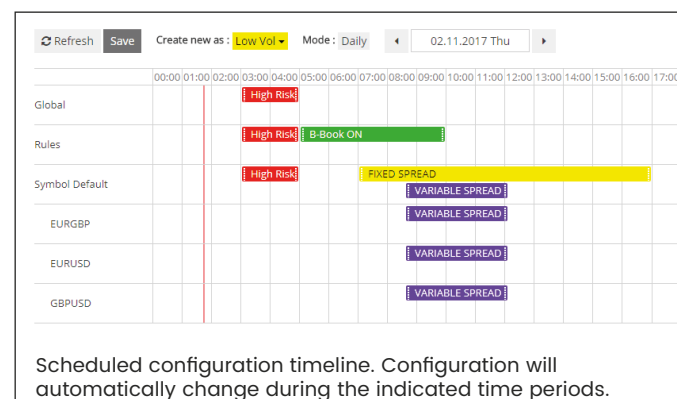 Refresh Save Create new as : Low Vol Mode : Daily 02.11.2017 Thu
00:00 01:00 02:00 03:00 04:00 05:00 06:00 07:00 08:00 09:00 10:00 11:00 12:00 13:00 14:00 15:00 16:00 17:00
Global High Risk
Rules High Risk B-Book ON
Symbol Default High Risk FIXED SPREAD
VARIABLE SPREAD
EURGBP VARIABLE SPREAD
EURUSD VARIABLE SPREAD
GBPUSD VARIABLE SPREAD
Scheduled configuration timeline. Configuration will
automatically change during the indicated time periods.